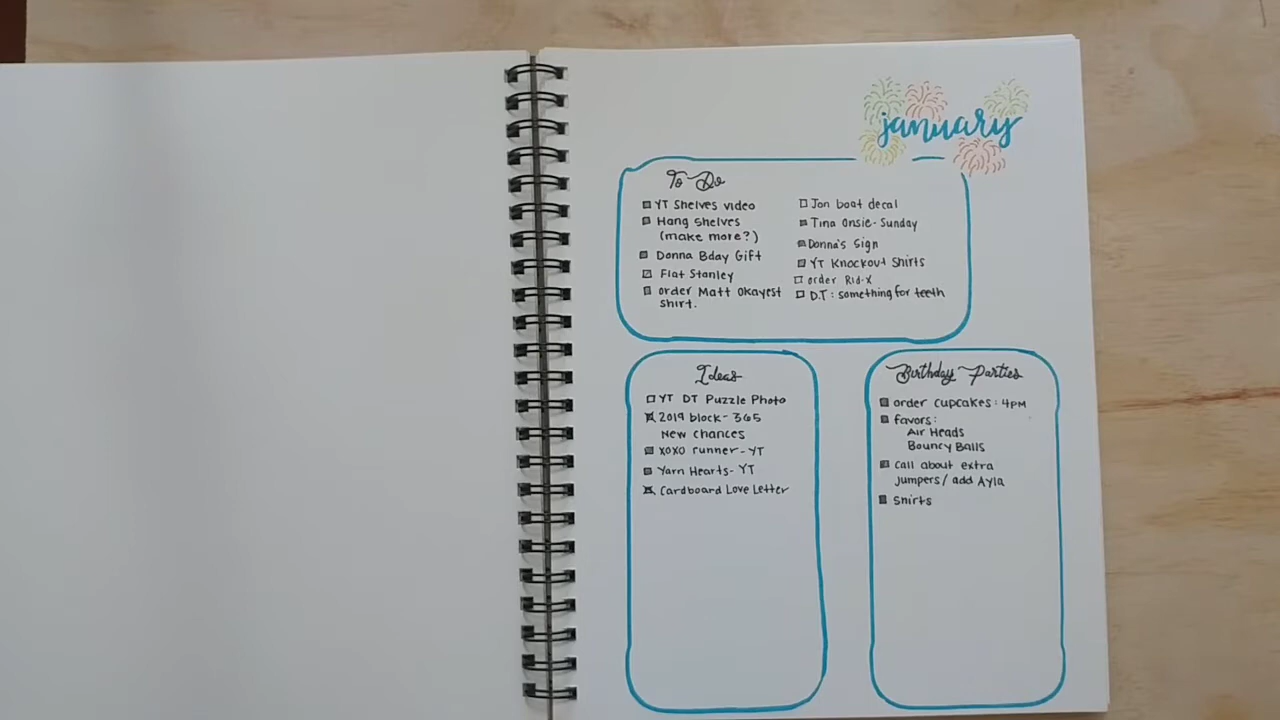 january
To Do
YT Shelves video
Hang shelves
(make more?)
Donna Bday Gift
Flat Stanley
order Matt Okayest
shirt.
Jon boat decal
Tina Onsie - Sunday
Donna's Sign
YT Knockout Shirts
order Rid-X
D.T : something for teeth
Ideas
YT DT Puzzle Photo
2019 block - 365
New chances
XOXO runner - YT
Yarn Hearts - YT
Cardboard Love Letter
Birthday Parties
order cupcakes : 4PM
favors :
Air Heads
Bouncy Balls
call about extra
jumpers / add Ayla
Shirts